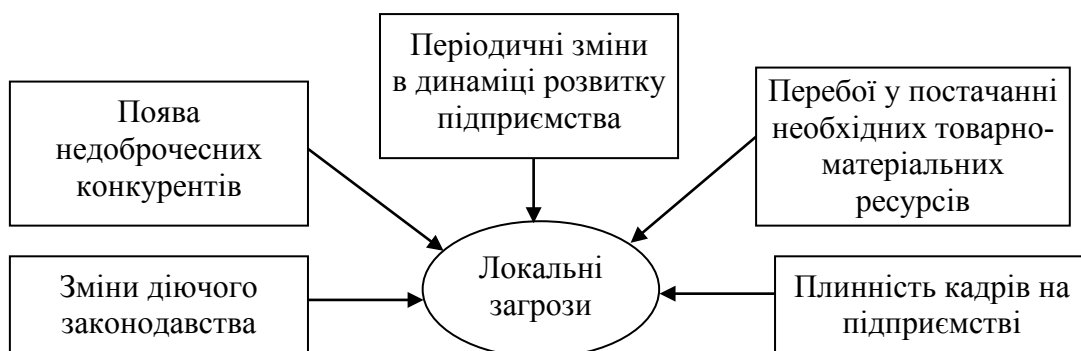 Періодичні зміни
в динаміці розвитку
підприємства
Поява
недоброчесних
конкурентів
Перебої у постачанні
необхідних товарно-
матеріальних
ресурсів
Зміни діючого
законодавства
Локальні
загрози
Плинність кадрів на
підприємстві